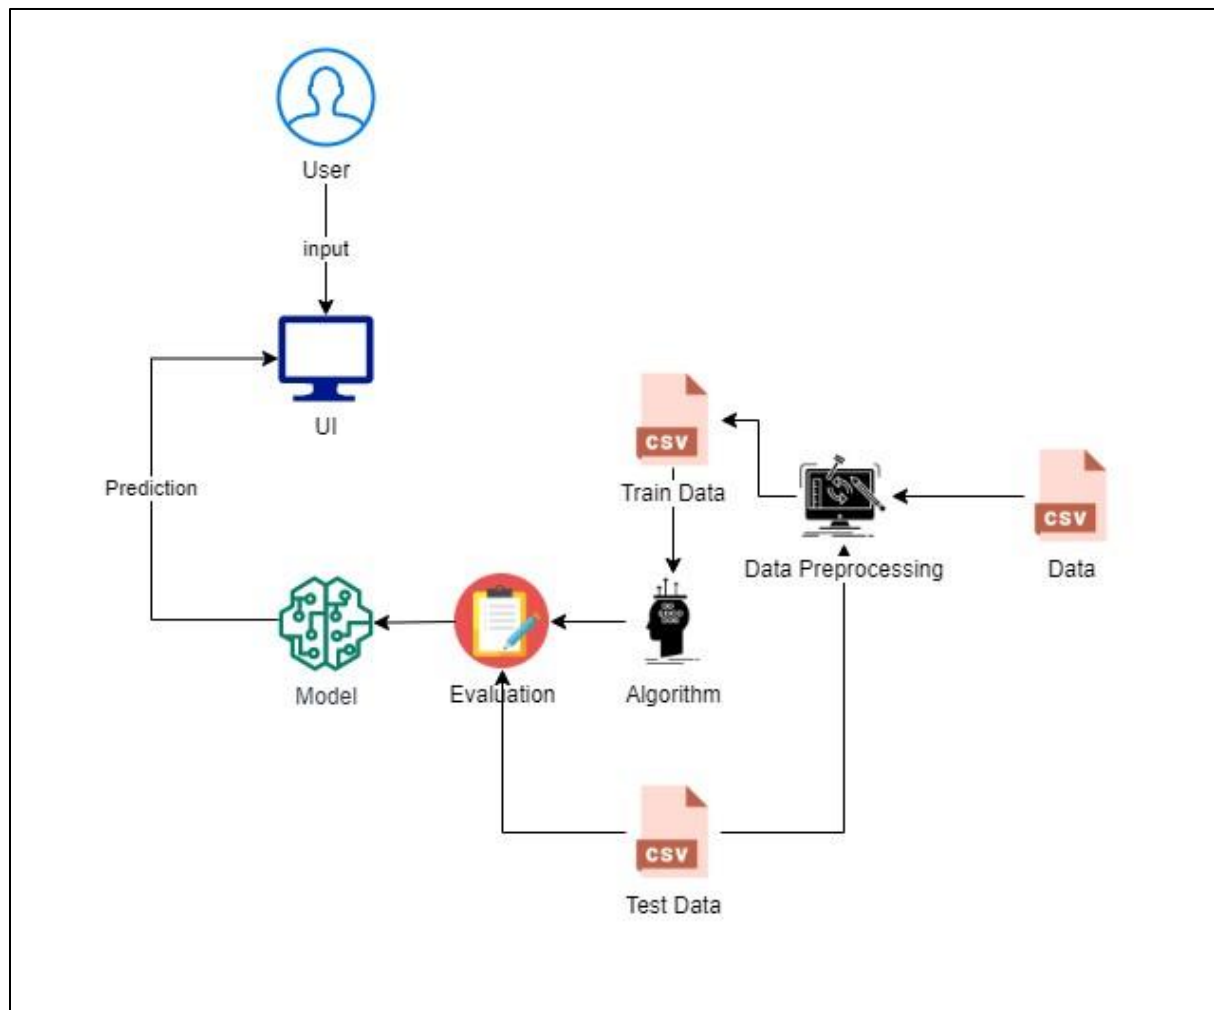 User
input
UI
CSV
Train Data
Prediction
CSV
Data Preprocessing
Data
Model
Evaluation
Algorithm
CSV
Test Data